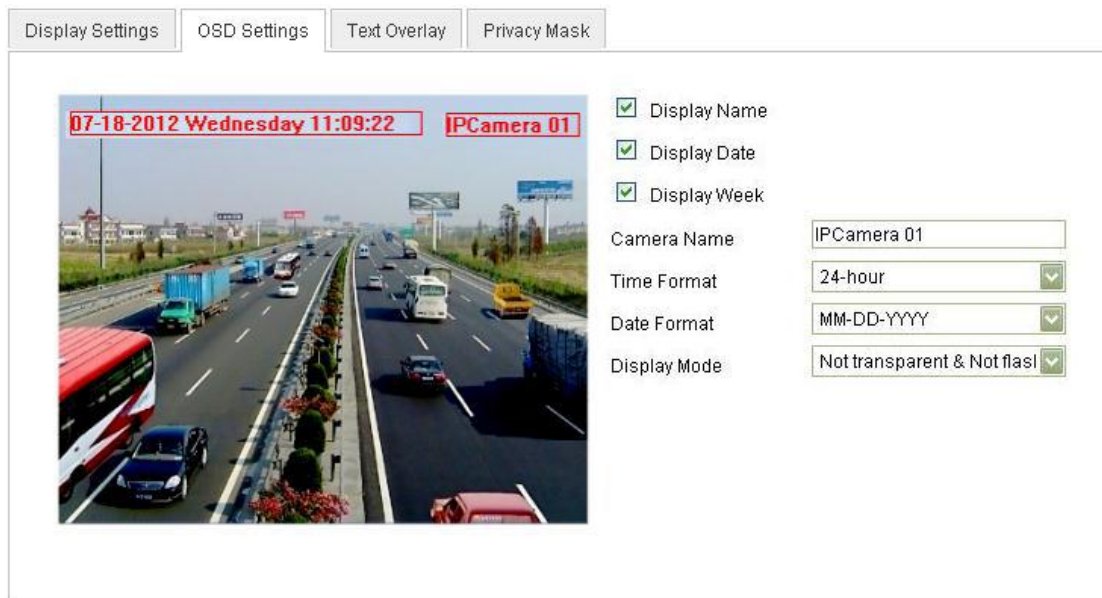 Display Settings
OSD Settings
Text Overlay
Privacy Mask
07-18-2012 Wednesday 11:09:22
IPCamera 01
Display Name
Display Date
Display Week
Camera Name
IPCamera 01
Time Format
24-hour
Date Format
MM-DD-YYYY
Display Mode
Not transparent & Not flasl